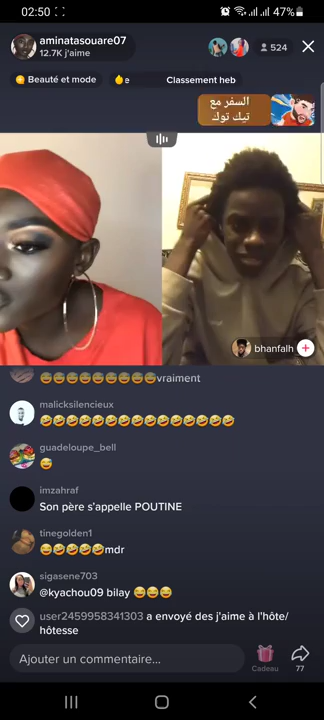 02:50
47%
aminatasouare07
12.7K j'aime
524
Beauté et mode
e
Classement heb
السفر مع
تيك توك
bhanfalh
😅😅😅😅😅😅😅😅😅vraiment
malicksilencieux
🤣🤣🤣🤣🤣🤣🤣🤣🤣🤣🤣🤣🤣🤣🤣
guadeloupe_bell
😅
imzahraf
Son père s'appelle POUTINE
tinegolden1
😂🤣🤣🤣🤣mdr
sigasene703
@kyachou09 bilay 😂😂😂
user2459958341303 a envoyé des j'aime à l'hôte/
hôtesse
Ajouter un commentaire...
Cadeau
77